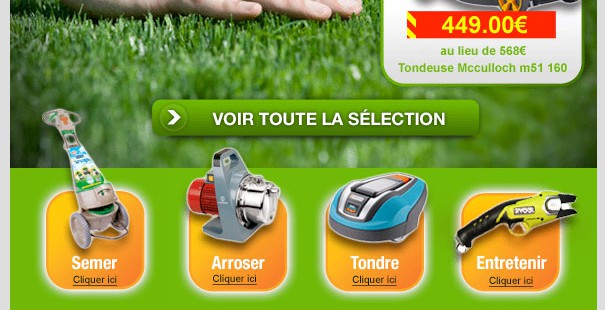 449.00€
au lieu de 568€
Tondeuse Mcculloch m51 160
VOIR TOUTE LA SÉLECTION
RYOBI
Semer
Arroser
Tondre
Entretenir
Cliquer ici
Cliquer ici
Cliquer ici
Cliquer ici